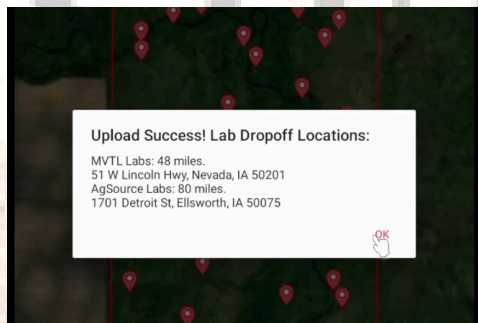 Upload Success! Lab Dropoff Locations:
MVTL Labs: 48 miles.
51 W Lincoln Hwy, Nevada, IA 50201
AgSource Labs: 80 miles.
1701 Detroit St, Ellsworth, IA 50075
OK